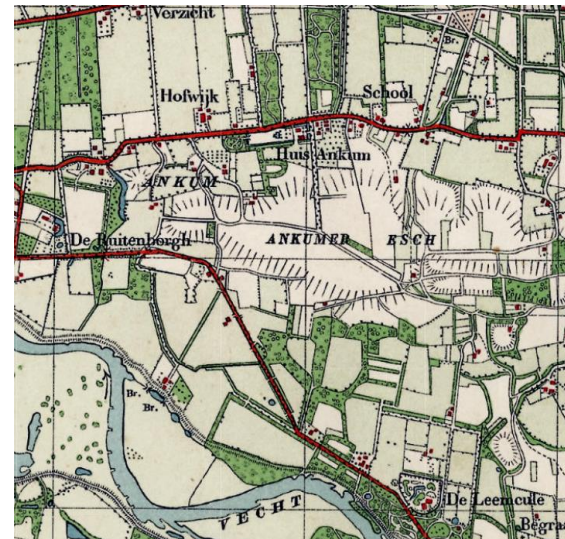 Verzicht
Br.
Hofwijk
School
Huis Ankum
ANKUM
De Ruitenborgh
ANKUMER ESCH
Br.
Br.
VECHT
De Leemcule
Begra